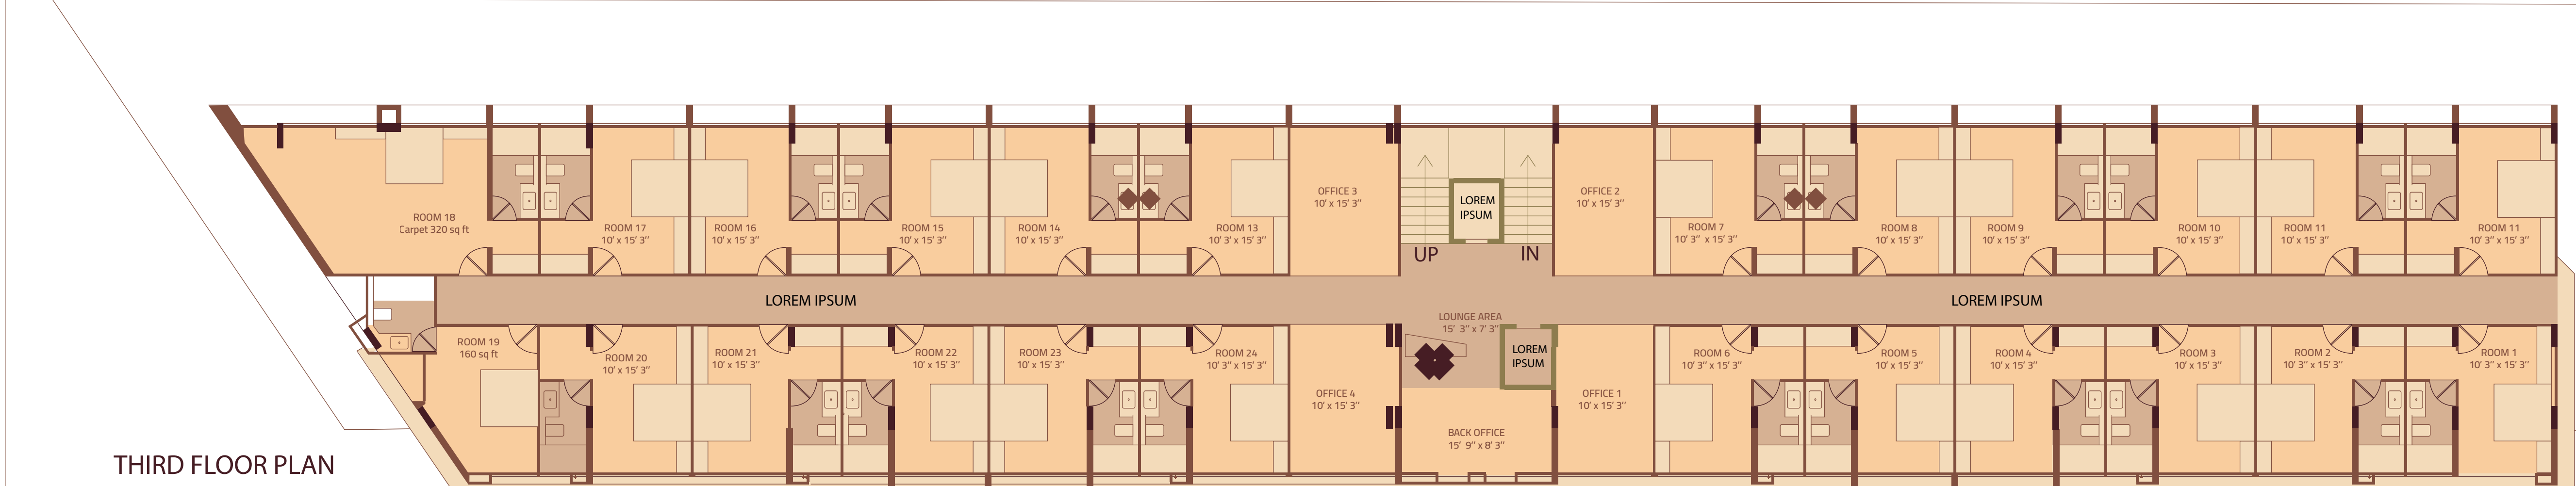 ROOM 18
Carpet 320 sq ft
ROOM 17
10' x 15' 3"
ROOM 16
10' x 15' 3"
ROOM 15
10' x 15' 3"
ROOM 14
10' x 15' 3"
ROOM 13
10' 3' x 15' 3"
OFFICE 3
10' x 15' 3"
LOREM
IPSUM
UP
IN
OFFICE 2
10' x 15' 3"
ROOM 7
10' 3" x 15' 3"
ROOM 8
10' x 15' 3"
ROOM 9
10' x 15' 3"
ROOM 10
10' x 15' 3"
ROOM 11
10' x 15' 3"
ROOM 11
10' 3" x 15' 3"
LOREM IPSUM
LOREM IPSUM
LOUNGE AREA
15' 3" x 7' 3"
LOREM
IPSUM
ROOM 19
160 sq ft
ROOM 20
10' x 15' 3"
ROOM 21
10' x 15' 3"
ROOM 22
10' x 15' 3"
ROOM 23
10' x 15' 3"
ROOM 24
10' 3" x 15' 3"
OFFICE 4
10' x 15' 3"
BACK OFFICE
15' 9" x 8' 3"
OFFICE 1
10' x 15' 3"
ROOM 6
10' 3" x 15' 3"
ROOM 5
10' x 15' 3"
ROOM 4
10' x 15' 3"
ROOM 3
10' x 15' 3"
ROOM 2
10' 3" x 15' 3"
ROOM 1
10' 3" x 15' 3"
THIRD FLOOR PLAN